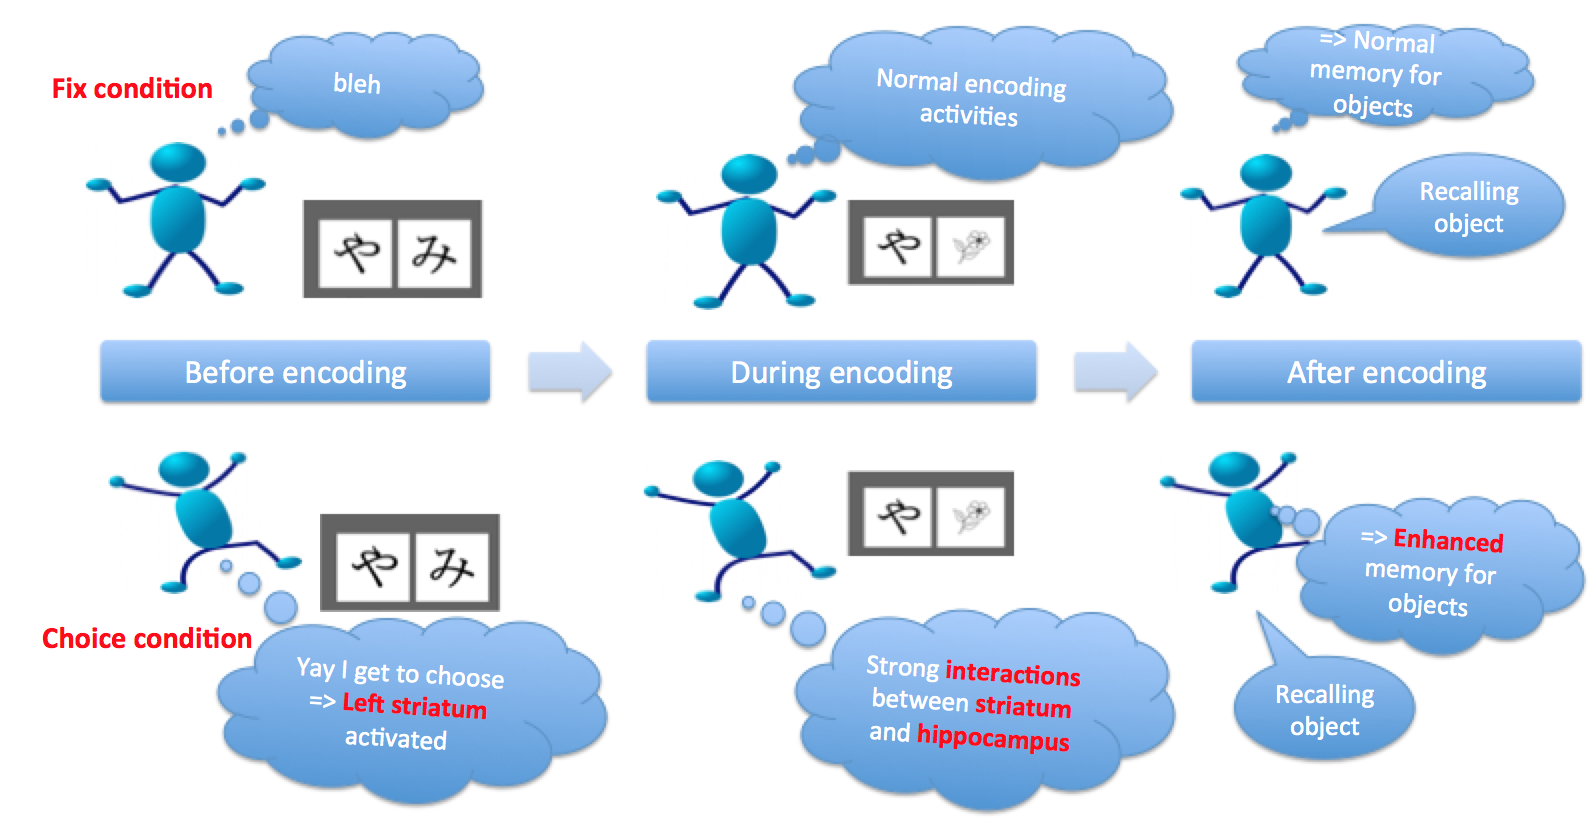 Fix condition
bleh
や み
Normal encoding
activities
や
=> Normal
memory for
objects
Recalling
object
Before encoding
During encoding
After encoding
Choice condition
や み
Yay I get to choose
=> Left striatum
activated
や
Strong interactions
between striatum
and hippocampus
=> Enhanced
memory for
objects
Recalling
object